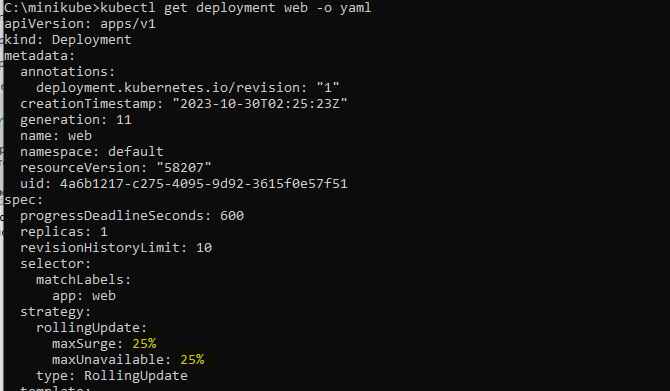 C:\minikube>kubectl get deployment web -o yaml
apiVersion: apps/v1
kind: Deployment
metadata:
  annotations:
    deployment.kubernetes.io/revision: "1"
  creationTimestamp: "2023-10-30T02:25:23Z"
  generation: 11
  name: web
  namespace: default
  resourceVersion: "58207"
  uid: 4a6b1217-c275-4095-9d92-3615f0e57f51
spec:
  progressDeadlineSeconds: 600
  replicas: 1
  revisionHistoryLimit: 10
  selector:
    matchLabels:
      app: web
  strategy:
    rollingUpdate:
      maxSurge: 25%
      maxUnavailable: 25%
    type: RollingUpdate
  template: